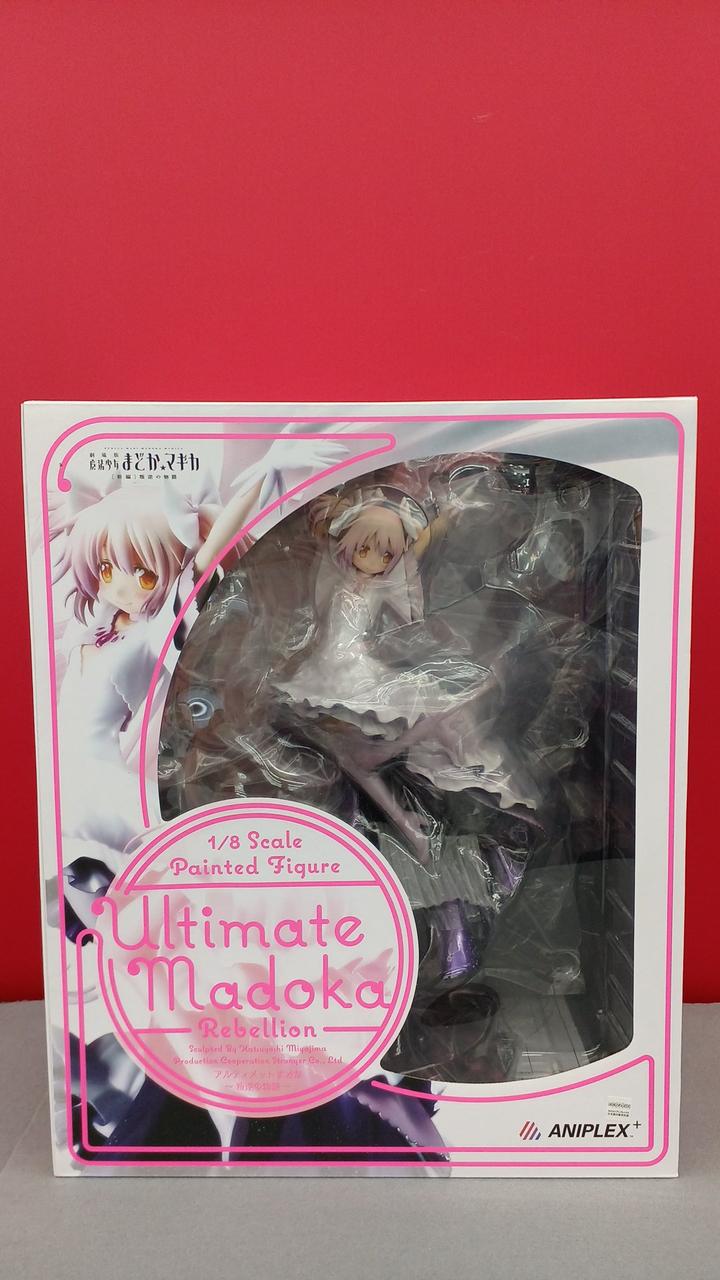 劇場版
魔法少女まどか☆マギカ
[新編]叛逆の物語
1/8 Scale
Painted Figure
Ultimate
Madoka
Rebellion
Sculpted By Katsuyoshi Miyajima
Production Cooperation Stronger Co., Ltd.
アルティメットまどか
〜叛逆の物語〜
ANIPLEX+